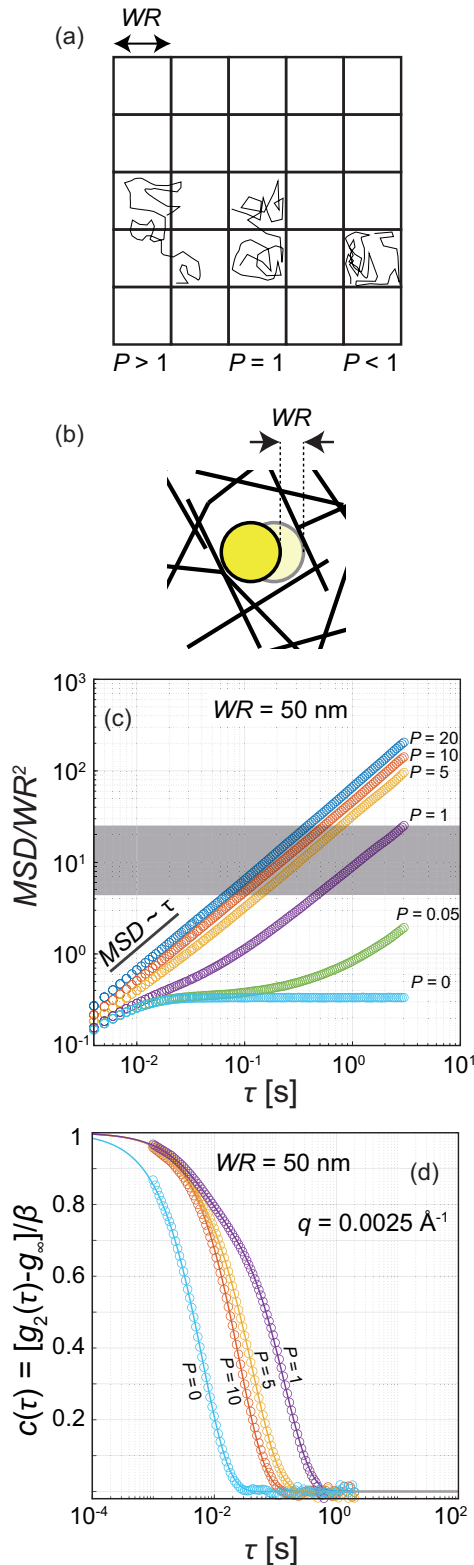 WR
(a)
P > 1 P = 1 P < 1
(b)
WR
(c)
WR = 50 nm
MSD/WR²
10³
10²
10¹
10⁰
10⁻¹
P = 20
P = 10
P = 5
P = 1
P = 0.05
P = 0
MSD ~ τ
10⁻² 10⁻¹ 10⁰ 10¹
τ [s]
(d)
WR = 50 nm
q = 0.0025 Å⁻¹
c(τ) = [g₂(τ)-g∞]/β
1
0.8
0.6
0.4
0.2
P = 0
P = 10
P = 5
P = 1
10⁻⁴ 10⁻² 10⁰ 10²
τ [s]